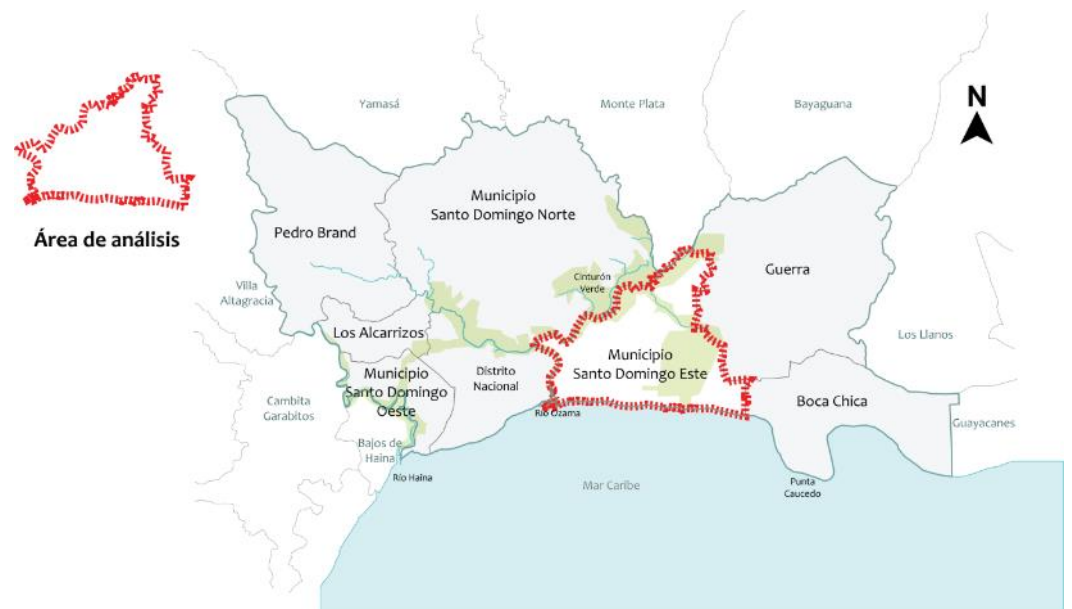 N
Yamasá
Monte Plata
Bayaguana
Área de análisis
Municipio
Santo Domingo Norte
Pedro Brand
Guerra
Cinturón
Verde
Villa
Altagracia
Los Alcarrizos
Los Llanos
Municipio
Santo Domingo Este
Distrito
Nacional
Municipio
Santo Domingo
Oeste
Boca Chica
Cambita
Garabitos
Río Ozama
Guayacanes
Bajos de
Haina
Río Haina
Mar Caribe
Punta
Caucedo